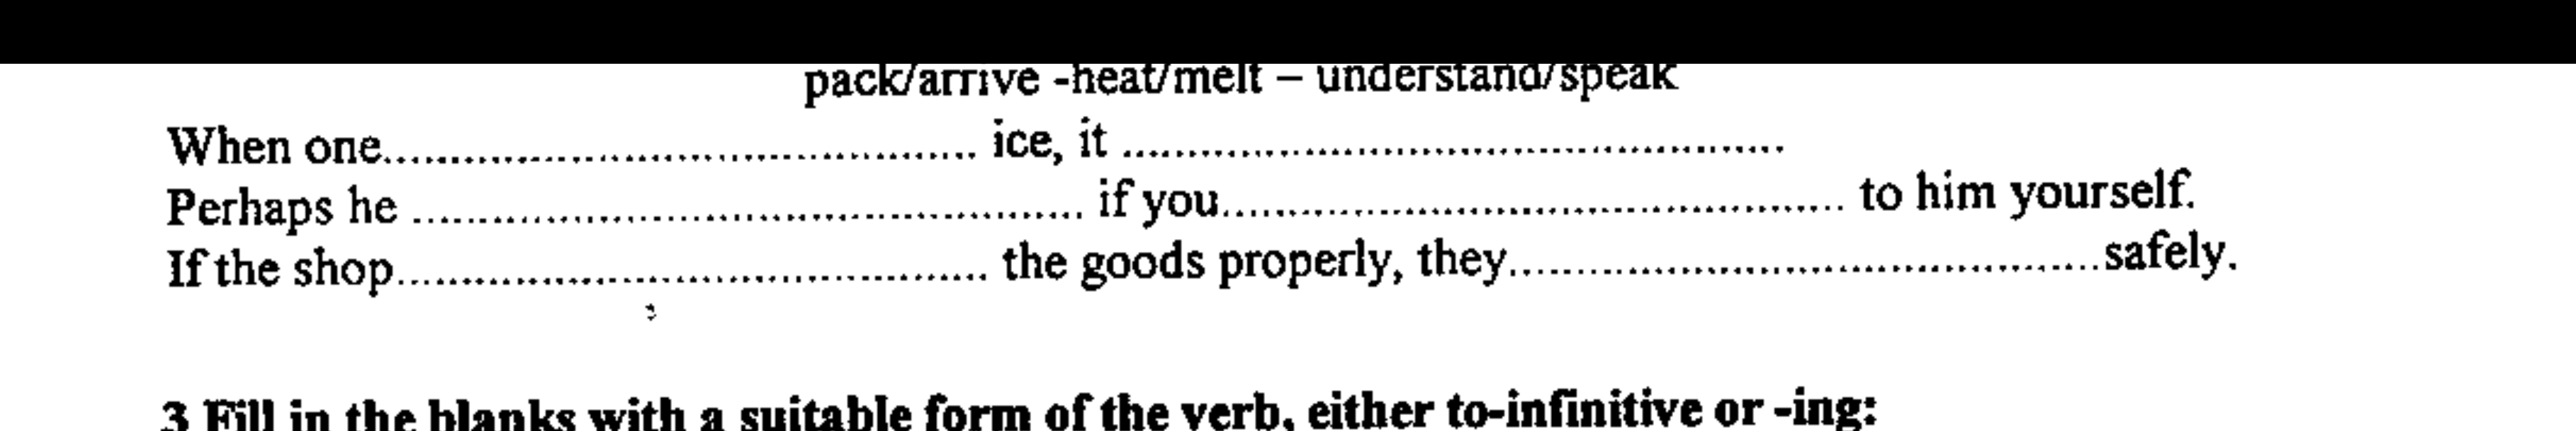 pack/arrive -heat/melt – understand/speak
When one............................................. ice, it ..................................................
Perhaps he ................................................... if you............................................... to him yourself.
If the shop............................................. the goods properly, they.............................................safely.
3 Fill in the blanks with a suitable form of the verb, either to-infinitive or -ing: